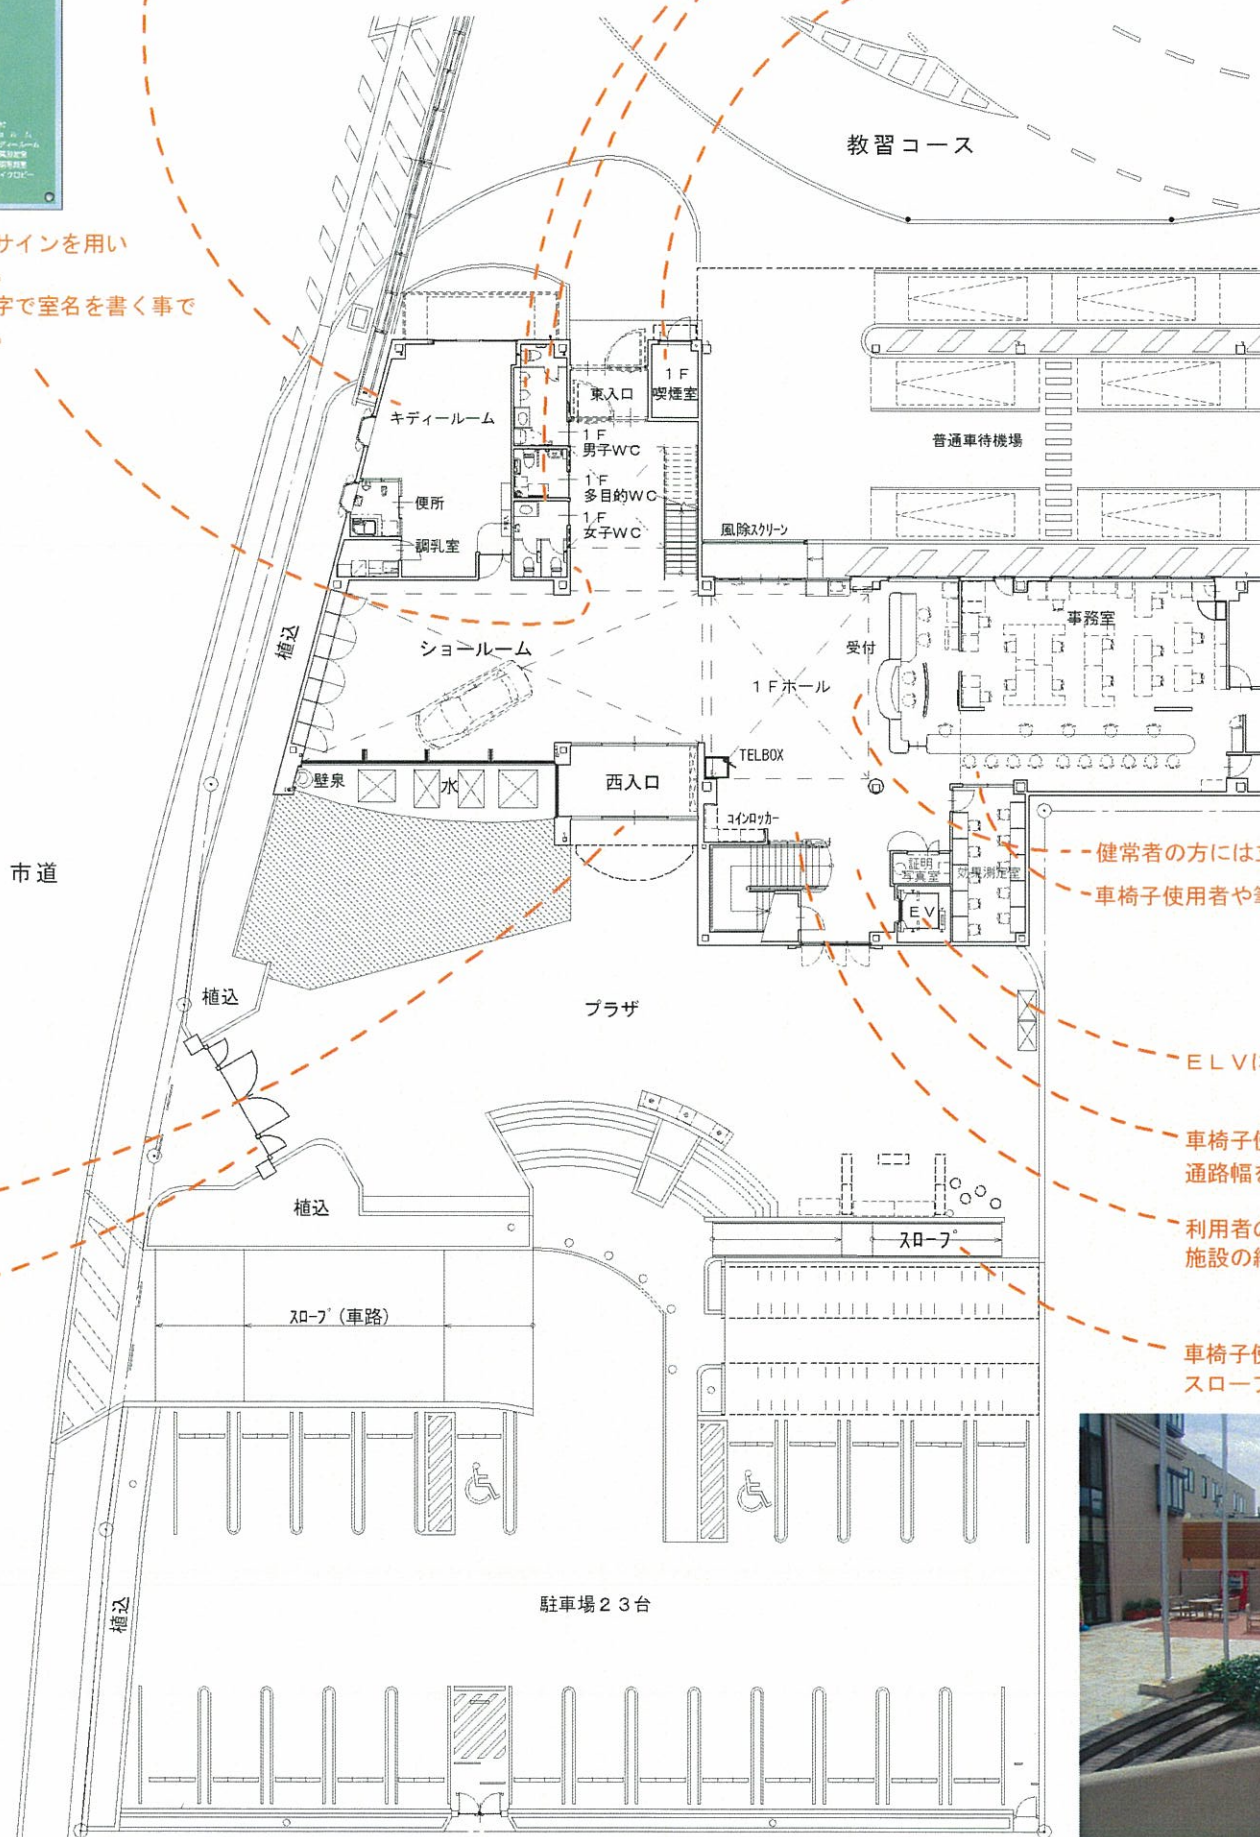 教習コース
サインを用い
字で室名を書く事で
キディールーム
東入口
1F
喫煙室
1F
男子WC
1F
多目的WC
1F
女子WC
便所
調乳室
普通車待機場
風除スクリーン
植込
ショールーム
1Fホール
受付
事務室
TELBOX
壁泉
水
西入口
コインロッカー
証明
写真室
効果測定室
EV
市道
健常者の方には
車椅子使用者や
植込
プラザ
ELV
車椅子使
通路幅
利用者の
施設の
植込
スロープ
スロープ(車路)
車椅子使
スロー
駐車場23台
植込